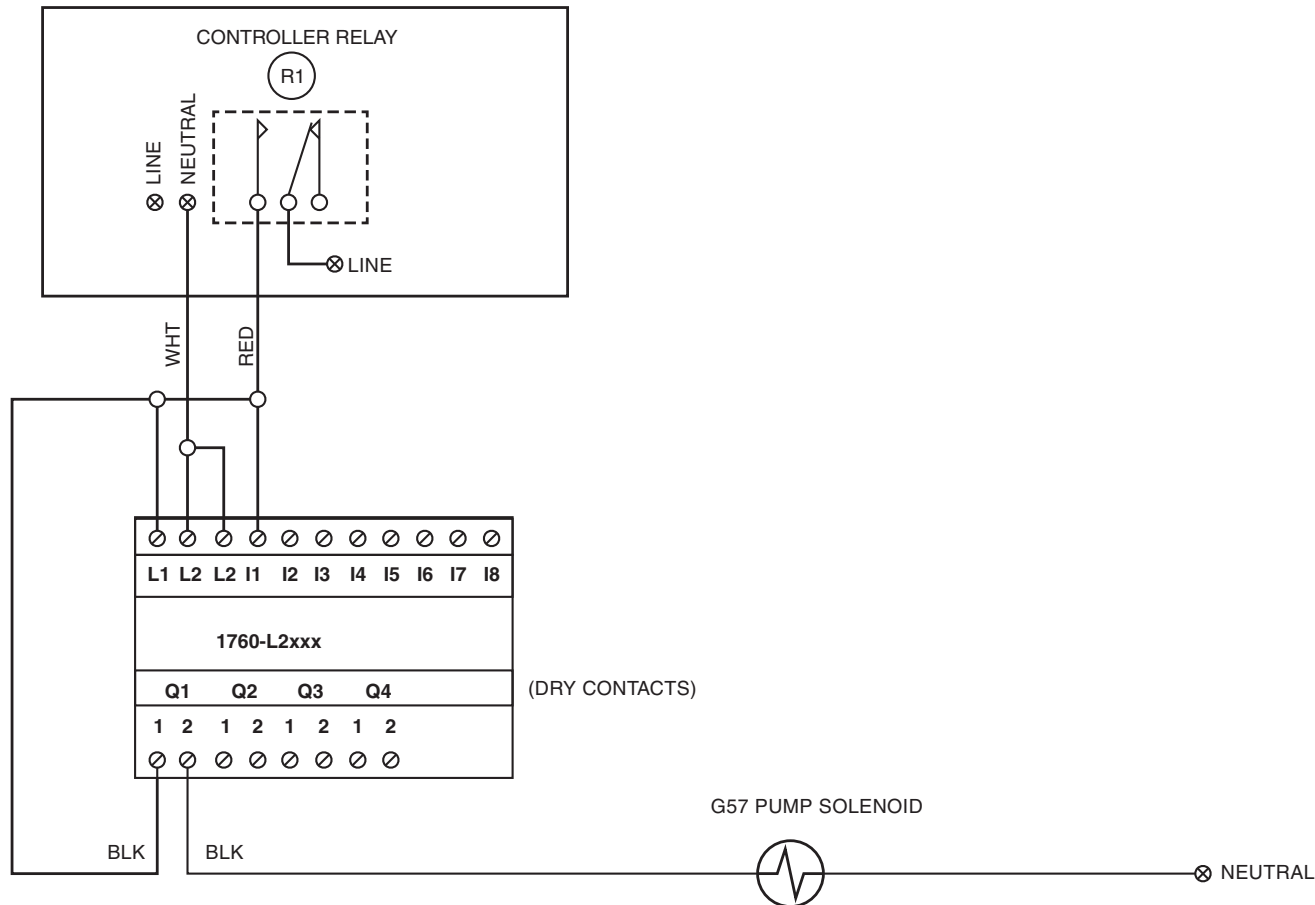 CONTROLLER RELAY
R1
LINE
NEUTRAL
LINE
WHT
RED
L1 L2 L2 I1 I2 I3 I4 I5 I6 I7 I8
1760-L2xxx
Q1 Q2 Q3 Q4
(DRY CONTACTS)
1 2 1 2 1 2 1 2
G57 PUMP SOLENOID
BLK
BLK
NEUTRAL